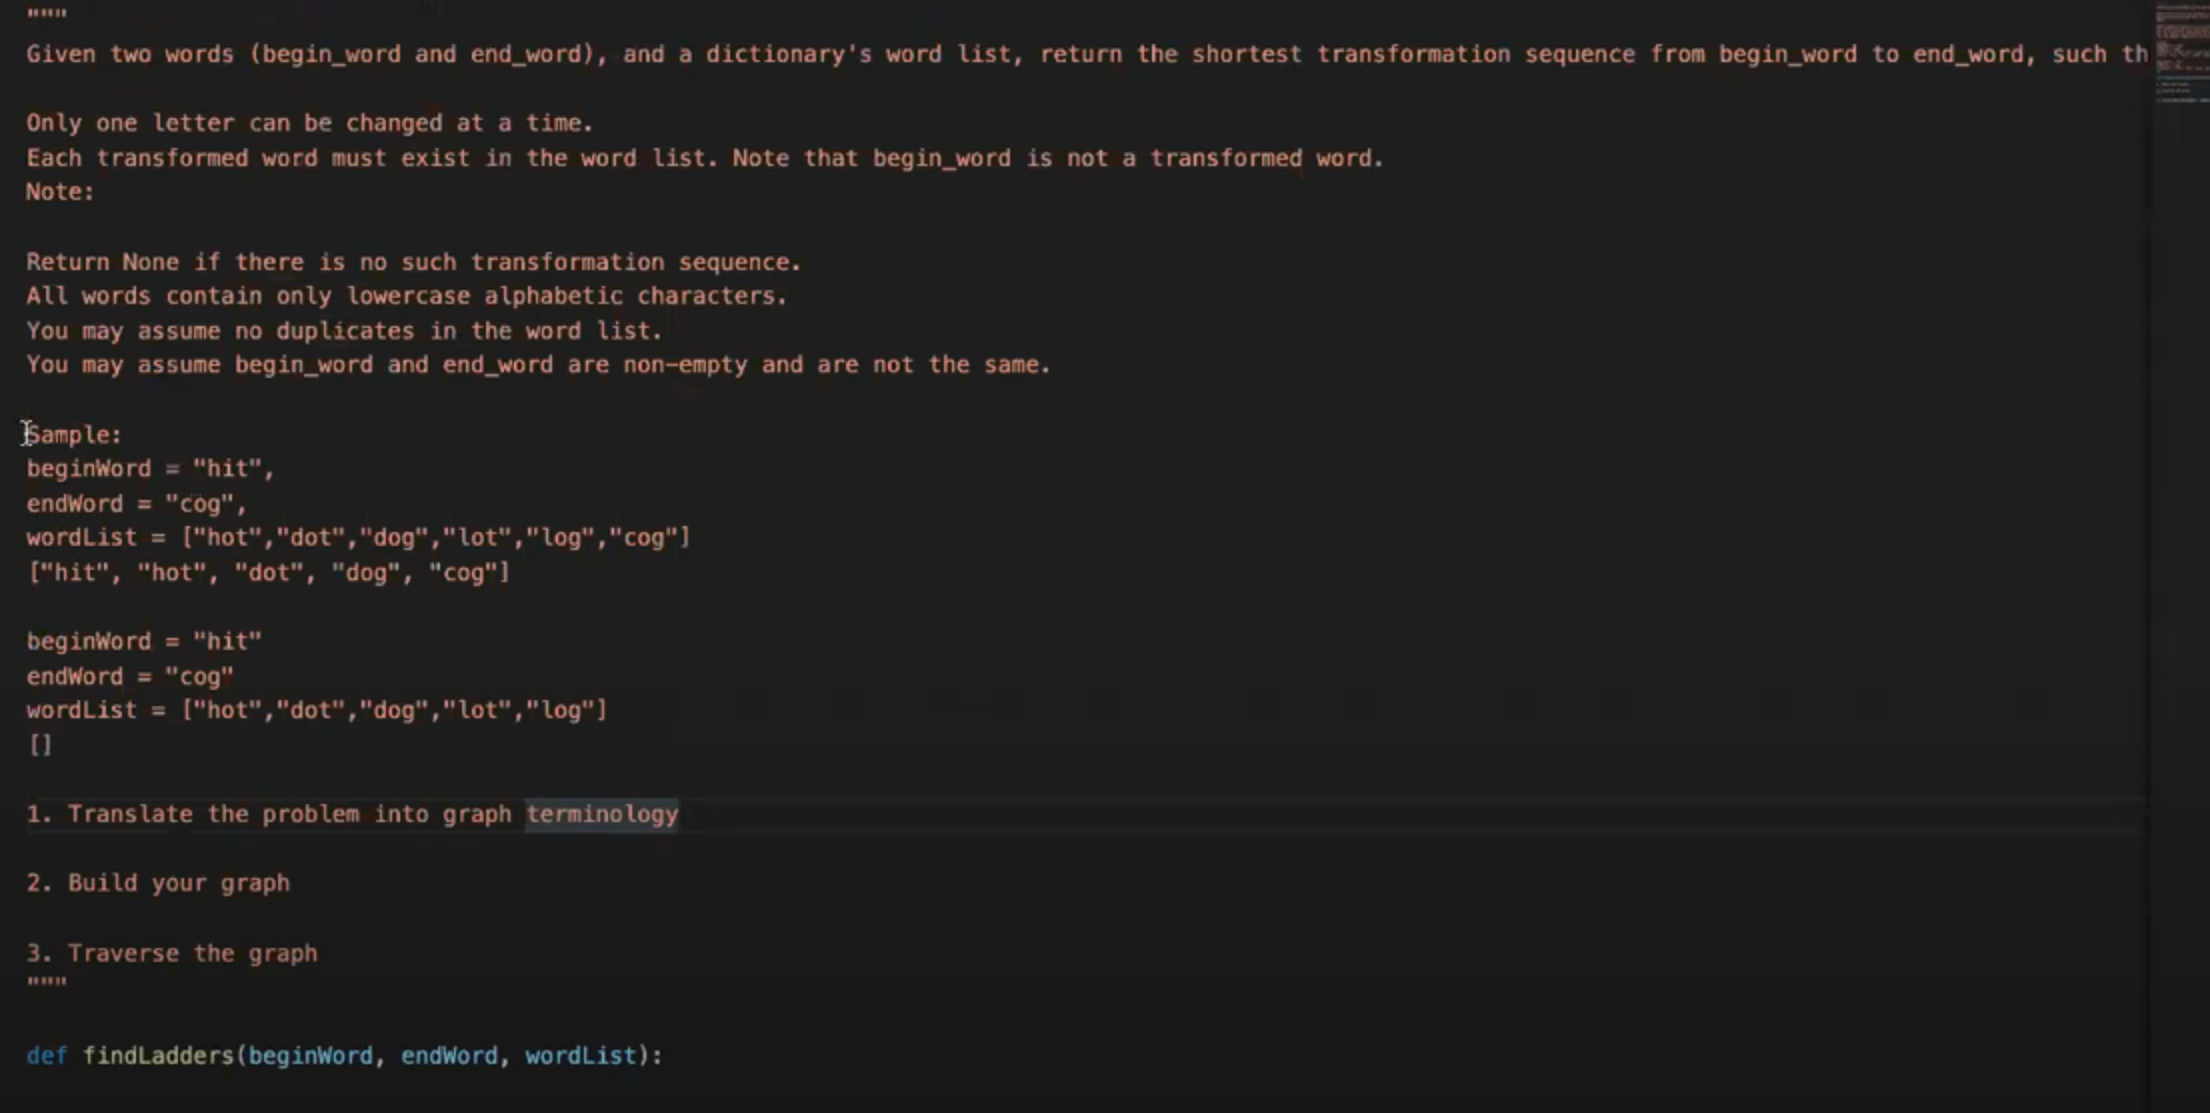 """
Given two words (begin_word and end_word), and a dictionary's word list, return the shortest transformation sequence from begin_word to end_word, such th
Only one letter can be changed at a time.
Each transformed word must exist in the word list. Note that begin_word is not a transformed word.
Note:
Return None if there is no such transformation sequence.
All words contain only lowercase alphabetic characters.
You may assume no duplicates in the word list.
You may assume begin_word and end_word are non-empty and are not the same.
Sample:
beginWord = "hit",
endWord = "cog",
wordList = ["hot","dot","dog","lot","log","cog"]
["hit", "hot", "dot", "dog", "cog"]
beginWord = "hit"
endWord = "cog"
wordList = ["hot","dot","dog","lot","log"]
[]
1. Translate the problem into graph terminology
2. Build your graph
3. Traverse the graph
"""
def findLadders(beginWord, endWord, wordList):